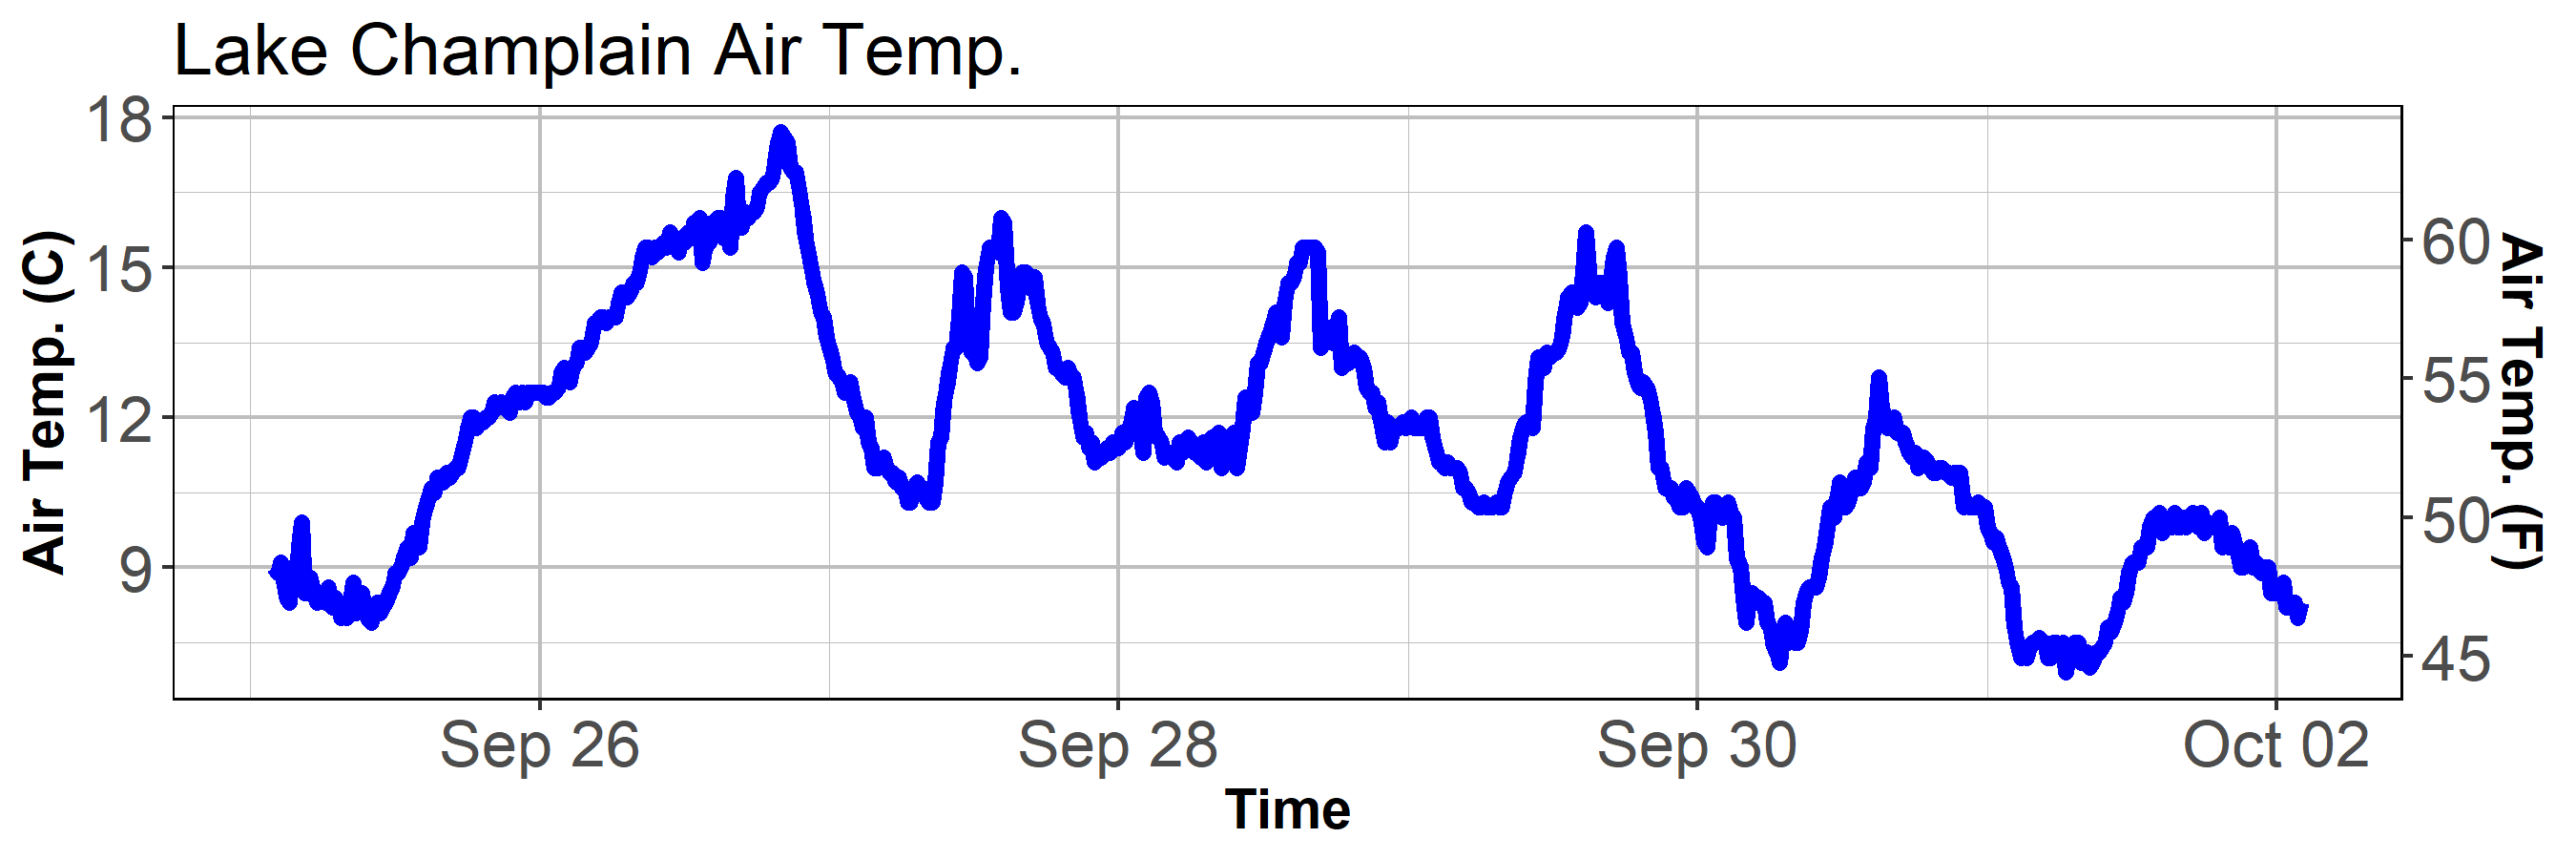 Lake Champlain Air Temp.
18
15
12
9
Air Temp. (C)
60
55
50
45
Air Temp. (F)
Sep 26
Sep 28
Sep 30
Oct 02
Time